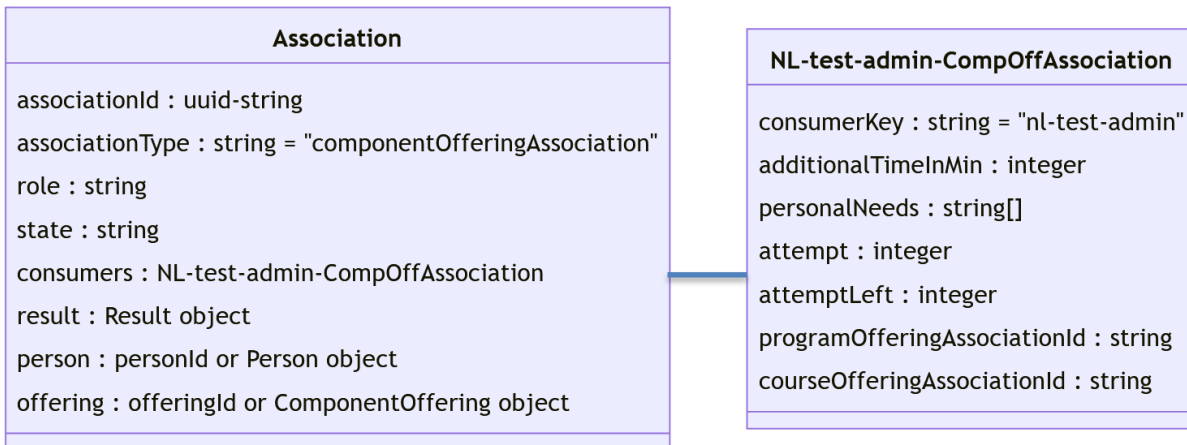 Association
associationId : uuid-string
associationType : string = "componentOfferingAssociation"
role : string
state : string
consumers : NL-test-admin-CompOffAssociation
result : Result object
person : personId or Person object
offering : offeringId or ComponentOffering object
NL-test-admin-CompOffAssociation
consumerKey : string = "nl-test-admin"
additionalTimeInMin : integer
personalNeeds : string[]
attempt : integer
attemptLeft : integer
programOfferingAssociationId : string
courseOfferingAssociationId : string